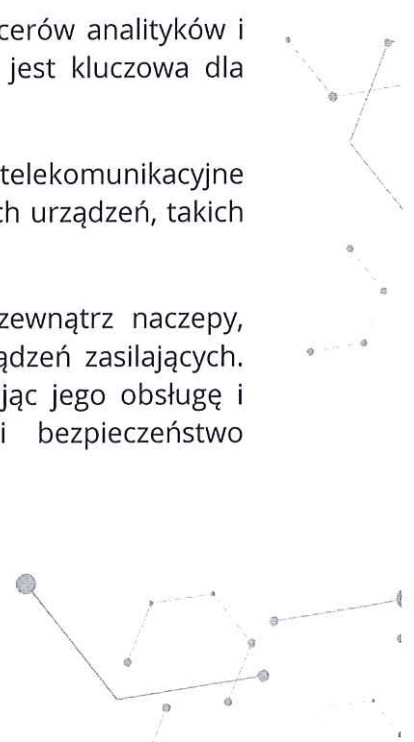 cerów analityków i
jest kluczowa dla
telekomunikacyjne
ch urządzeń, takich
zewnątrz naczepy,
ądzeń zasilających.
jąc jego obsługę i
i bezpieczeństwo